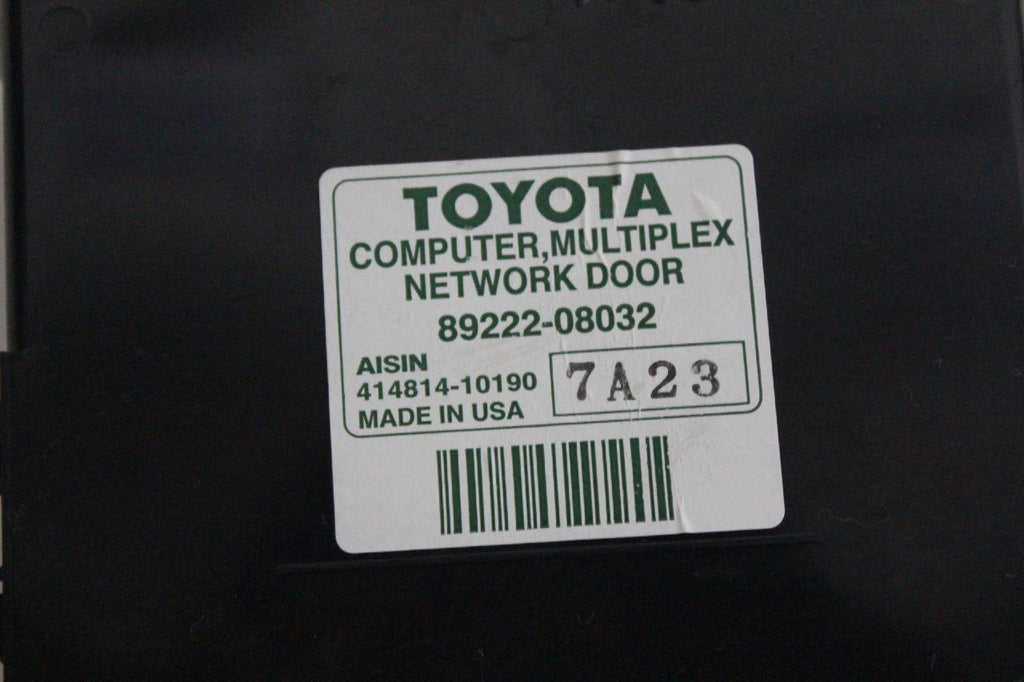 TOYOTA
COMPUTER,MULTIPLEX
NETWORK DOOR
89222-08032
AISIN
414814-10190
MADE IN USA
7A23